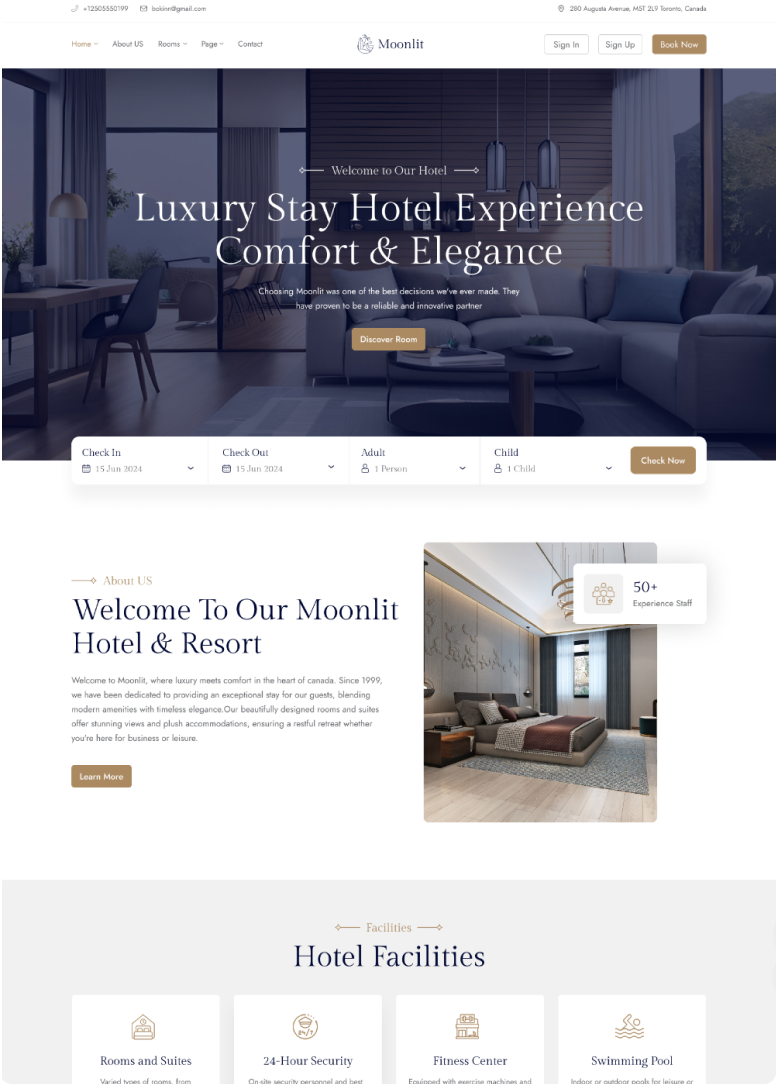 +12505550199
bokinn@gmail.com
280 Augusta Avenue, M5T 2L9 Toronto, Canada
Home
About US
Rooms
Page
Contact
Moonlit
Sign In
Sign Up
Book Now
Welcome to Our Hotel
Luxury Stay Hotel Experience
Comfort & Elegance
Choosing Moonlit was one of the best decisions we've ever made. They
have proven to be a reliable and innovative partner
Discover Room
Check In
15 Jun 2024
Check Out
15 Jun 2024
Adult
1 Person
Child
1 Child
Check Now
About US
Welcome To Our Moonlit
Hotel & Resort
Welcome to Moonlit, where luxury meets comfort in the heart of canada. Since 1999,
we have been dedicated to providing an exceptional stay for our guests, blending
modern amenities with timeless elegance.Our beautifully designed rooms and suites
offer stunning views and plush accommodations, ensuring a restful retreat whether
you're here for business or leisure.
Learn More
50+
Experience Staff
Facilities
Hotel Facilities
Rooms and Suites
Varied types of rooms, from
24/7
24-Hour Security
On-site security personnel and best
Fitness Center
Equipped with exercise machines and
Swimming Pool
Indoor or outdoor pools for leisure or